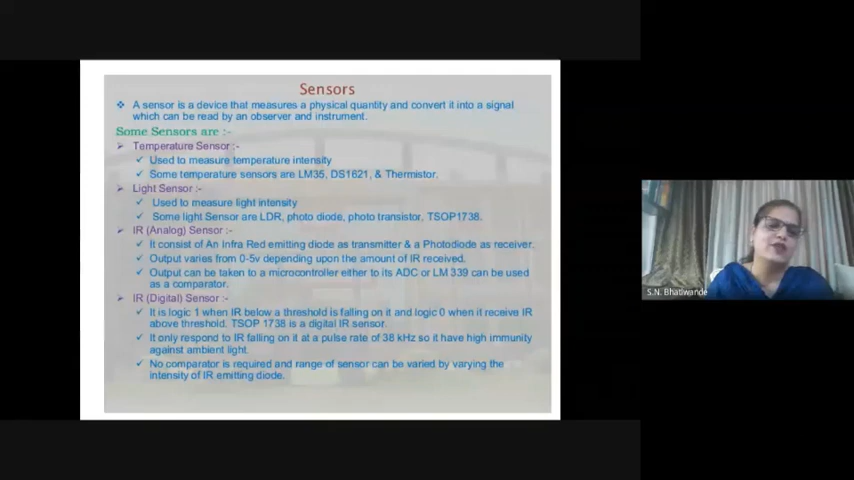 Sensors
❖ A sensor is a device that measures a physical quantity and convert it into a signal
which can be read by an observer and instrument.
Some Sensors are :-
➢ Temperature Sensor :-
✓ Used to measure temperature intensity
✓ Some temperature sensors are LM35, DS1621, & Thermistor.
➢ Light Sensor :-
✓ Used to measure light intensity
✓ Some light Sensor are LDR, photo diode, photo transistor, TSOP1738.
➢ IR (Analog) Sensor :-
✓ It consist of An Infra Red emitting diode as transmitter & a Photodiode as receiver.
✓ Output varies from 0-5v depending upon the amount of IR received.
✓ Output can be taken to a microcontroller either to its ADC or LM 339 can be used
as a comparator.
➢ IR (Digital) Sensor :-
✓ It is logic 1 when IR below a threshold is falling on it and logic 0 when it receive IR
above threshold. TSOP 1738 is a digital IR sensor.
✓ It only respond to IR falling on it at a pulse rate of 38 kHz so it have high immunity
against ambient light.
✓ No comparator is required and range of sensor can be varied by varying the
intensity of IR emitting diode.
S.N. Bhatlwande